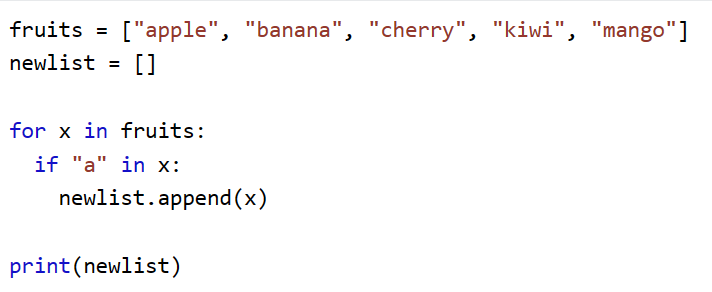 fruits = ["apple", "banana", "cherry", "kiwi", "mango"]
newlist = []
for x in fruits:
  if "a" in x:
    newlist.append(x)
print(newlist)